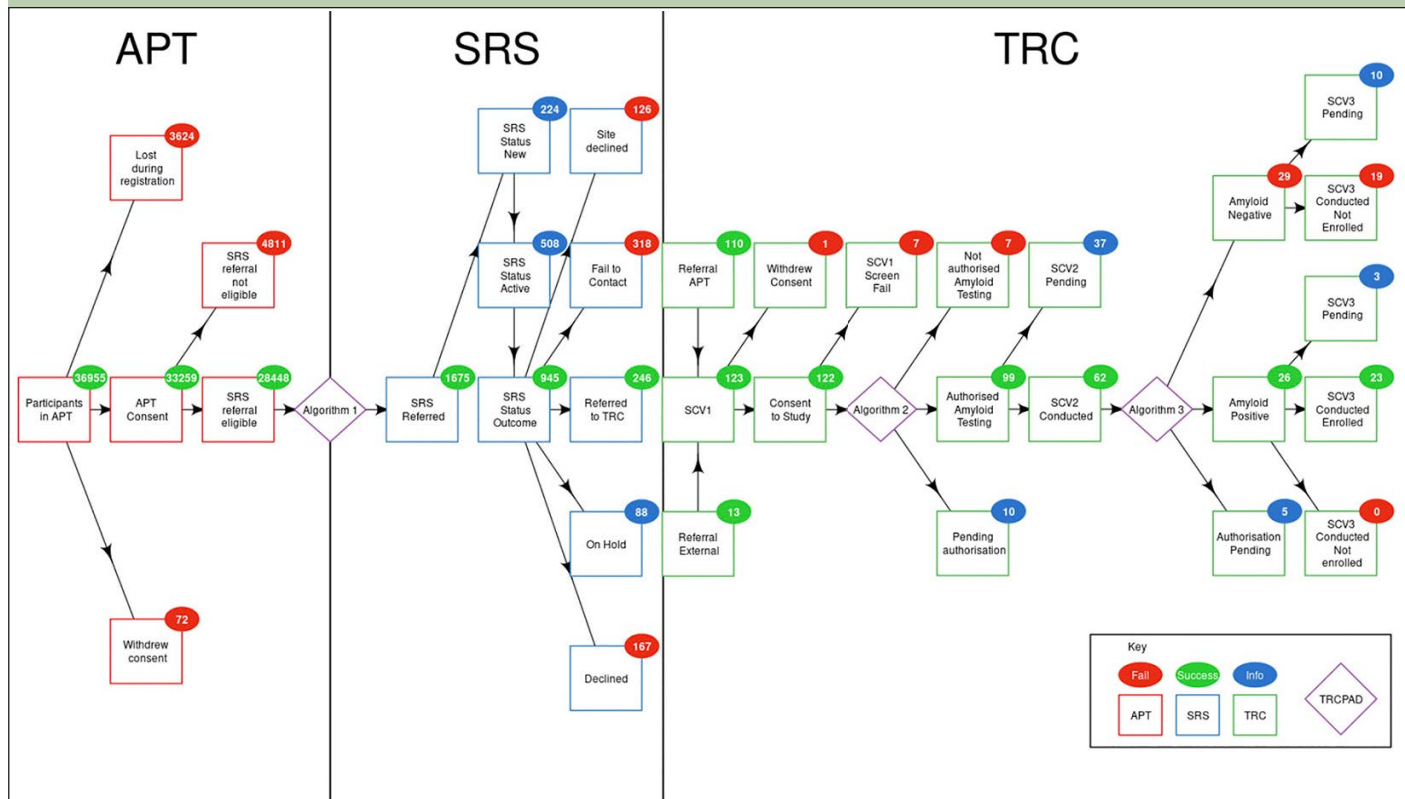 APT
SRS
TRC
3624
Lost
during
registration
4811
SRS
referral
not
eligible
36955
Participants
in APT
33259
APT
Consent
28448
SRS
referral
eligible
Algorithm 1
72
Withdrew
consent
224
SRS
Status
New
126
Site
declined
508
SRS
Status
Active
318
Fail to
Contact
1675
SRS
Referred
945
SRS
Status
Outcome
246
Referred
to TRC
88
On Hold
167
Declined
110
Referral
APT
1
Withdrew
Consent
7
SCV1
Screen
Fail
7
Not
authorised
Amyloid
Testing
37
SCV2
Pending
123
SCV1
122
Consent
to Study
Algorithm 2
99
Authorised
Amyloid
Testing
62
SCV2
Conducted
Algorithm 3
13
Referral
External
10
Pending
authorisation
10
SCV3
Pending
29
Amyloid
Negative
19
SCV3
Conducted
Not
Enrolled
3
SCV3
Pending
26
Amyloid
Positive
23
SCV3
Conducted
Enrolled
5
Authorisation
Pending
0
SCV3
Conducted
Not
enrolled
Key
Fail
Success
Info
APT
SRS
TRC
TRCPAD